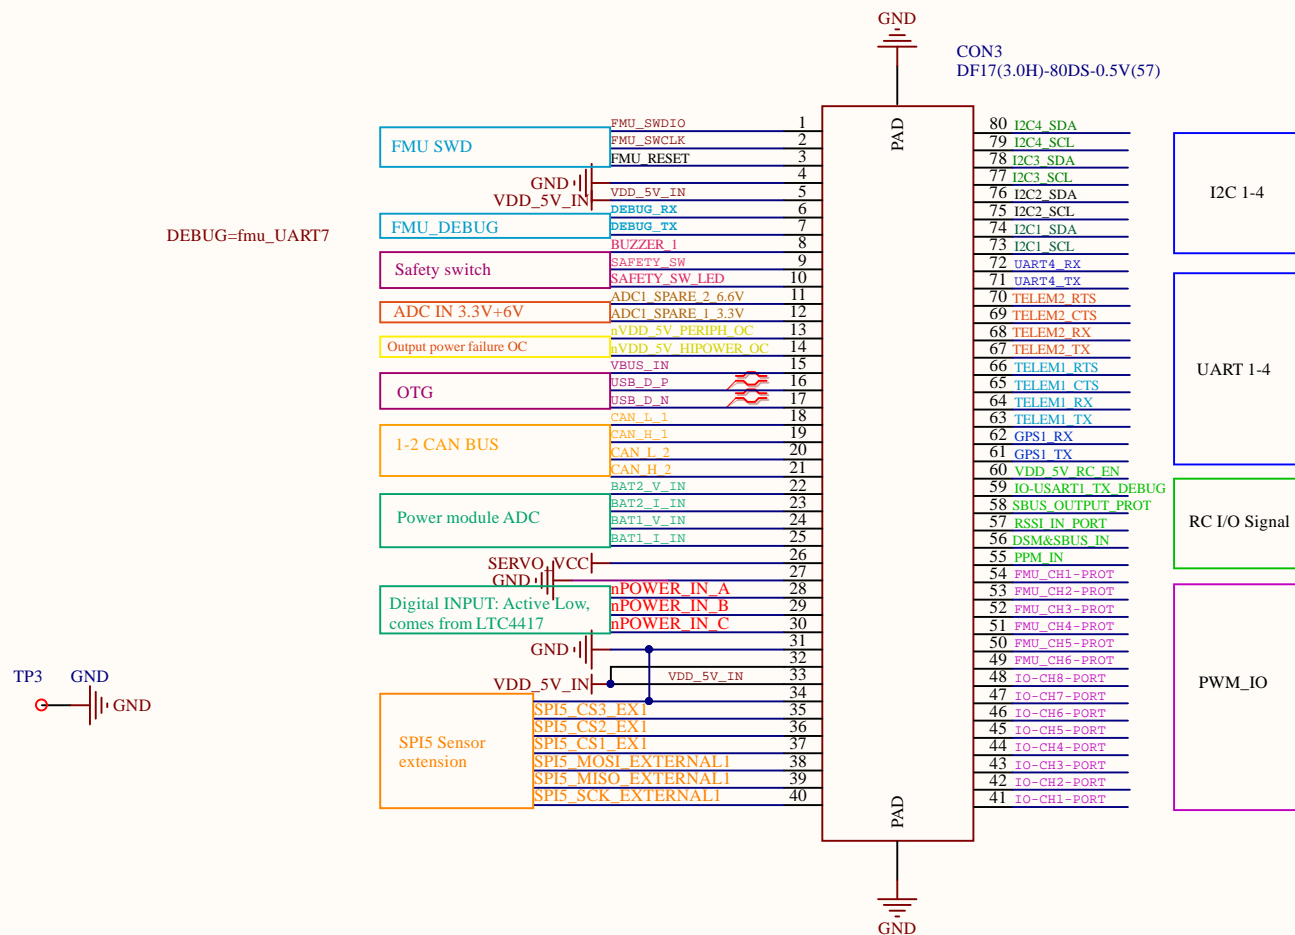 GND
CON3
DF17(3.0H)-80DS-0.5V(57)
PAD
FMU SWD
FMU_SWDIO 1
FMU_SWCLK 2
FMU_RESET 3
GND 4
VDD_5V_IN VDD_5V_IN 5
FMU_DEBUG
DEBUG_RX 6
DEBUG_TX 7
DEBUG=fmu_UART7
BUZZER_1 8
Safety switch
SAFETY_SW 9
SAFETY_SW_LED 10
ADC IN 3.3V+6V
ADC1_SPARE_2_6.6V 11
ADC1_SPARE_1_3.3V 12
Output power failure OC
nVDD_5V_PERIPH_OC 13
nVDD_5V_HIPOWER_OC 14
OTG
VBUS_IN 15
USB_D_P 16
USB_D_N 17
1-2 CAN BUS
CAN_L_1 18
CAN_H_1 19
CAN_L_2 20
CAN_H_2 21
Power module ADC
BAT2_V_IN 22
BAT2_I_IN 23
BAT1_V_IN 24
BAT1_I_IN 25
SERVO_VCC 26
GND 27
Digital INPUT: Active Low,
comes from LTC4417
nPOWER_IN_A 28
nPOWER_IN_B 29
nPOWER_IN_C 30
GND 31
32
VDD_5V_IN VDD_5V_IN 33
34
SPI5 Sensor
extension
SPI5_CS3_EX1 35
SPI5_CS2_EX1 36
SPI5_CS1_EX1 37
SPI5_MOSI_EXTERNAL1 38
SPI5_MISO_EXTERNAL1 39
SPI5_SCK_EXTERNAL1 40
TP3 GND
GND
80 I2C4_SDA
79 I2C4_SCL
78 I2C3_SDA
77 I2C3_SCL
76 I2C2_SDA
75 I2C2_SCL
74 I2C1_SDA
73 I2C1_SCL
I2C 1-4
72 UART4_RX
71 UART4_TX
70 TELEM2_RTS
69 TELEM2_CTS
68 TELEM2_RX
67 TELEM2_TX
66 TELEM1_RTS
65 TELEM1_CTS
64 TELEM1_RX
63 TELEM1_TX
62 GPS1_RX
61 GPS1_TX
UART 1-4
60 VDD_5V_RC_EN
59 IO-USART1_TX_DEBUG
58 SBUS_OUTPUT_PROT
57 RSSI_IN_PORT
56 DSM&SBUS_IN
55 PPM_IN
RC I/O Signal
54 FMU_CH1-PROT
53 FMU_CH2-PROT
52 FMU_CH3-PROT
51 FMU_CH4-PROT
50 FMU_CH5-PROT
49 FMU_CH6-PROT
48 IO-CH8-PORT
47 IO-CH7-PORT
46 IO-CH6-PORT
45 IO-CH5-PORT
44 IO-CH4-PORT
43 IO-CH3-PORT
42 IO-CH2-PORT
41 IO-CH1-PORT
PWM_IO
PAD
GND